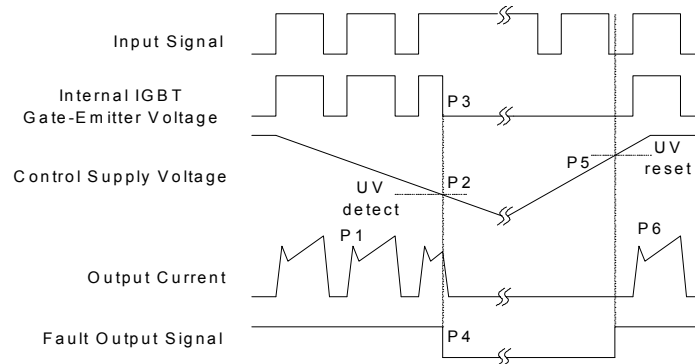 Input Signal
Internal IGBT
Gate-Emitter Voltage
P3
Control Supply Voltage
UV
detect
P2
P5
UV
reset
P1
P6
Output Current
Fault Output Signal
P4